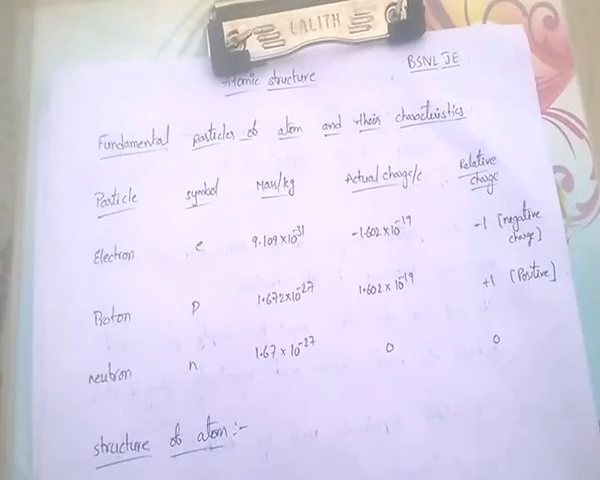 LALITH
BSNL JE
Atomic structure
Fundamental particles of atom and their characteristics
Particle symbol Mass/kg Actual charge/c Relative charge
Electron e 9.109 × 10^-31 -1.602 × 10^-19 -1 [negative charge]
Proton p 1.672 × 10^-27 1.602 × 10^-19 +1 [Positive]
neutron n 1.67 × 10^-27 0 0
structure of atom :-